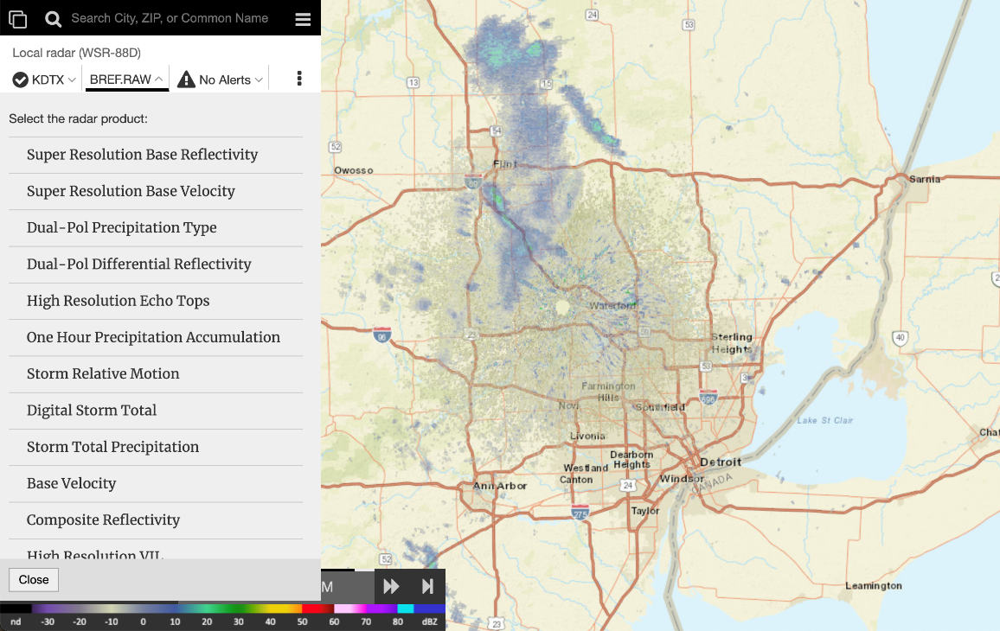 Search City, ZIP, or Common Name
Local radar (WSR-88D)
KDTX
BREF.RAW
No Alerts
Select the radar product:
Super Resolution Base Reflectivity
Super Resolution Base Velocity
Dual-Pol Precipitation Type
Dual-Pol Differential Reflectivity
High Resolution Echo Tops
One Hour Precipitation Accumulation
Storm Relative Motion
Digital Storm Total
Storm Total Precipitation
Base Velocity
Composite Reflectivity
High Resolution VIL
Close
M
nd -30 -20 -10 0 10 20 30 40 50 60 70 80 dBZ
24
53
13
15
54
52
Flint
Owosso
Sarnia
Waterford
96
23
59
40
Sterling
Heights
53
3
Farmington
Hills
696
Novi
Southfield
Lake St Clair
Livonia
Chat
Dearborn
Heights
Detroit
Westland
Canton
Windsor
CANADA
Ann Arbor
24
275
Taylor
52
Leamington
23